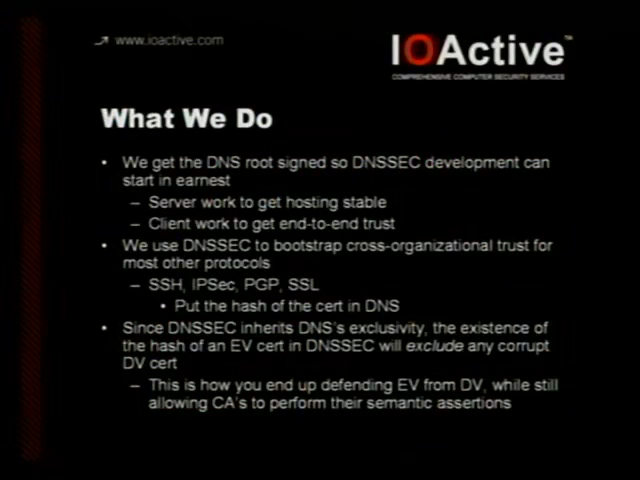 www.ioactive.com
IOActive™
COMPREHENSIVE COMPUTER SECURITY SERVICES
What We Do
• We get the DNS root signed so DNSSEC development can
start in earnest
– Server work to get hosting stable
– Client work to get end-to-end trust
• We use DNSSEC to bootstrap cross-organizational trust for
most other protocols
– SSH, IPSec, PGP, SSL
• Put the hash of the cert in DNS
• Since DNSSEC inherits DNS's exclusivity, the existence of
the hash of an EV cert in DNSSEC will exclude any corrupt
DV cert
– This is how you end up defending EV from DV, while still
allowing CA's to perform their semantic assertions